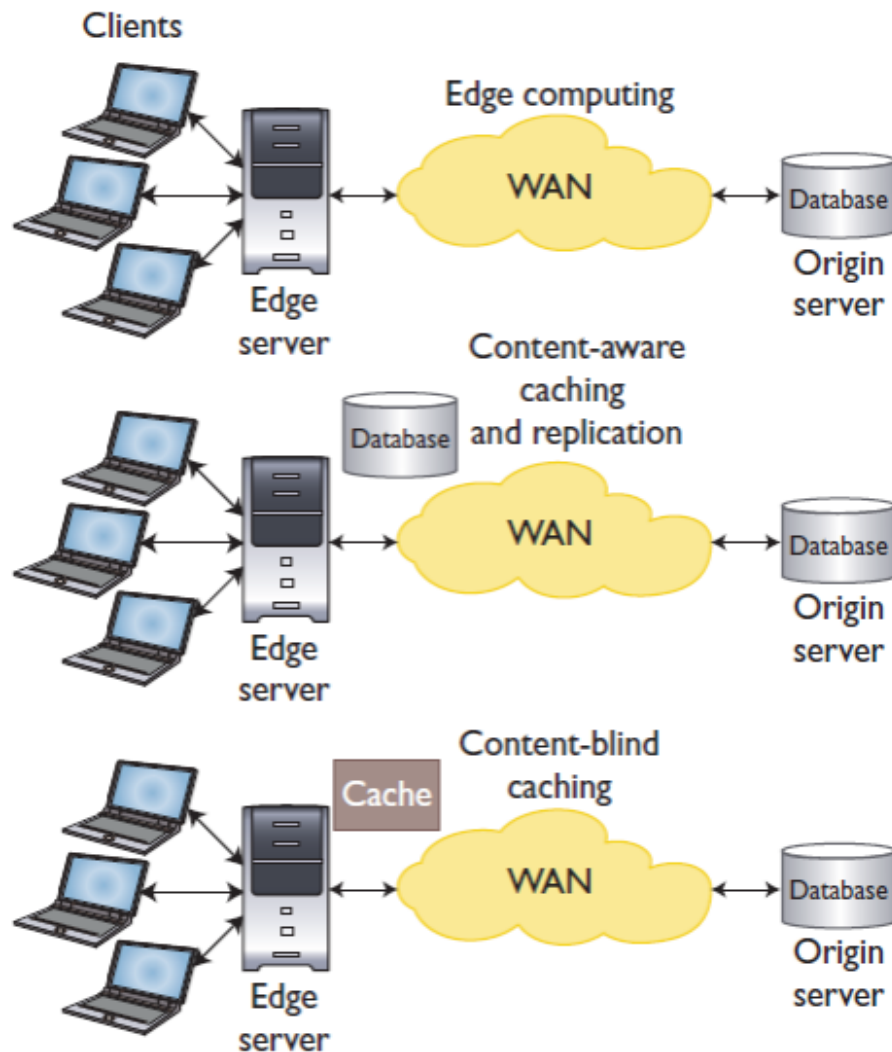 Clients
Edge computing
WAN
Database
Edge
server
Origin
server
Content-aware
caching
and replication
Database
WAN
Database
Edge
server
Origin
server
Content-blind
caching
Cache
WAN
Database
Edge
server
Origin
server